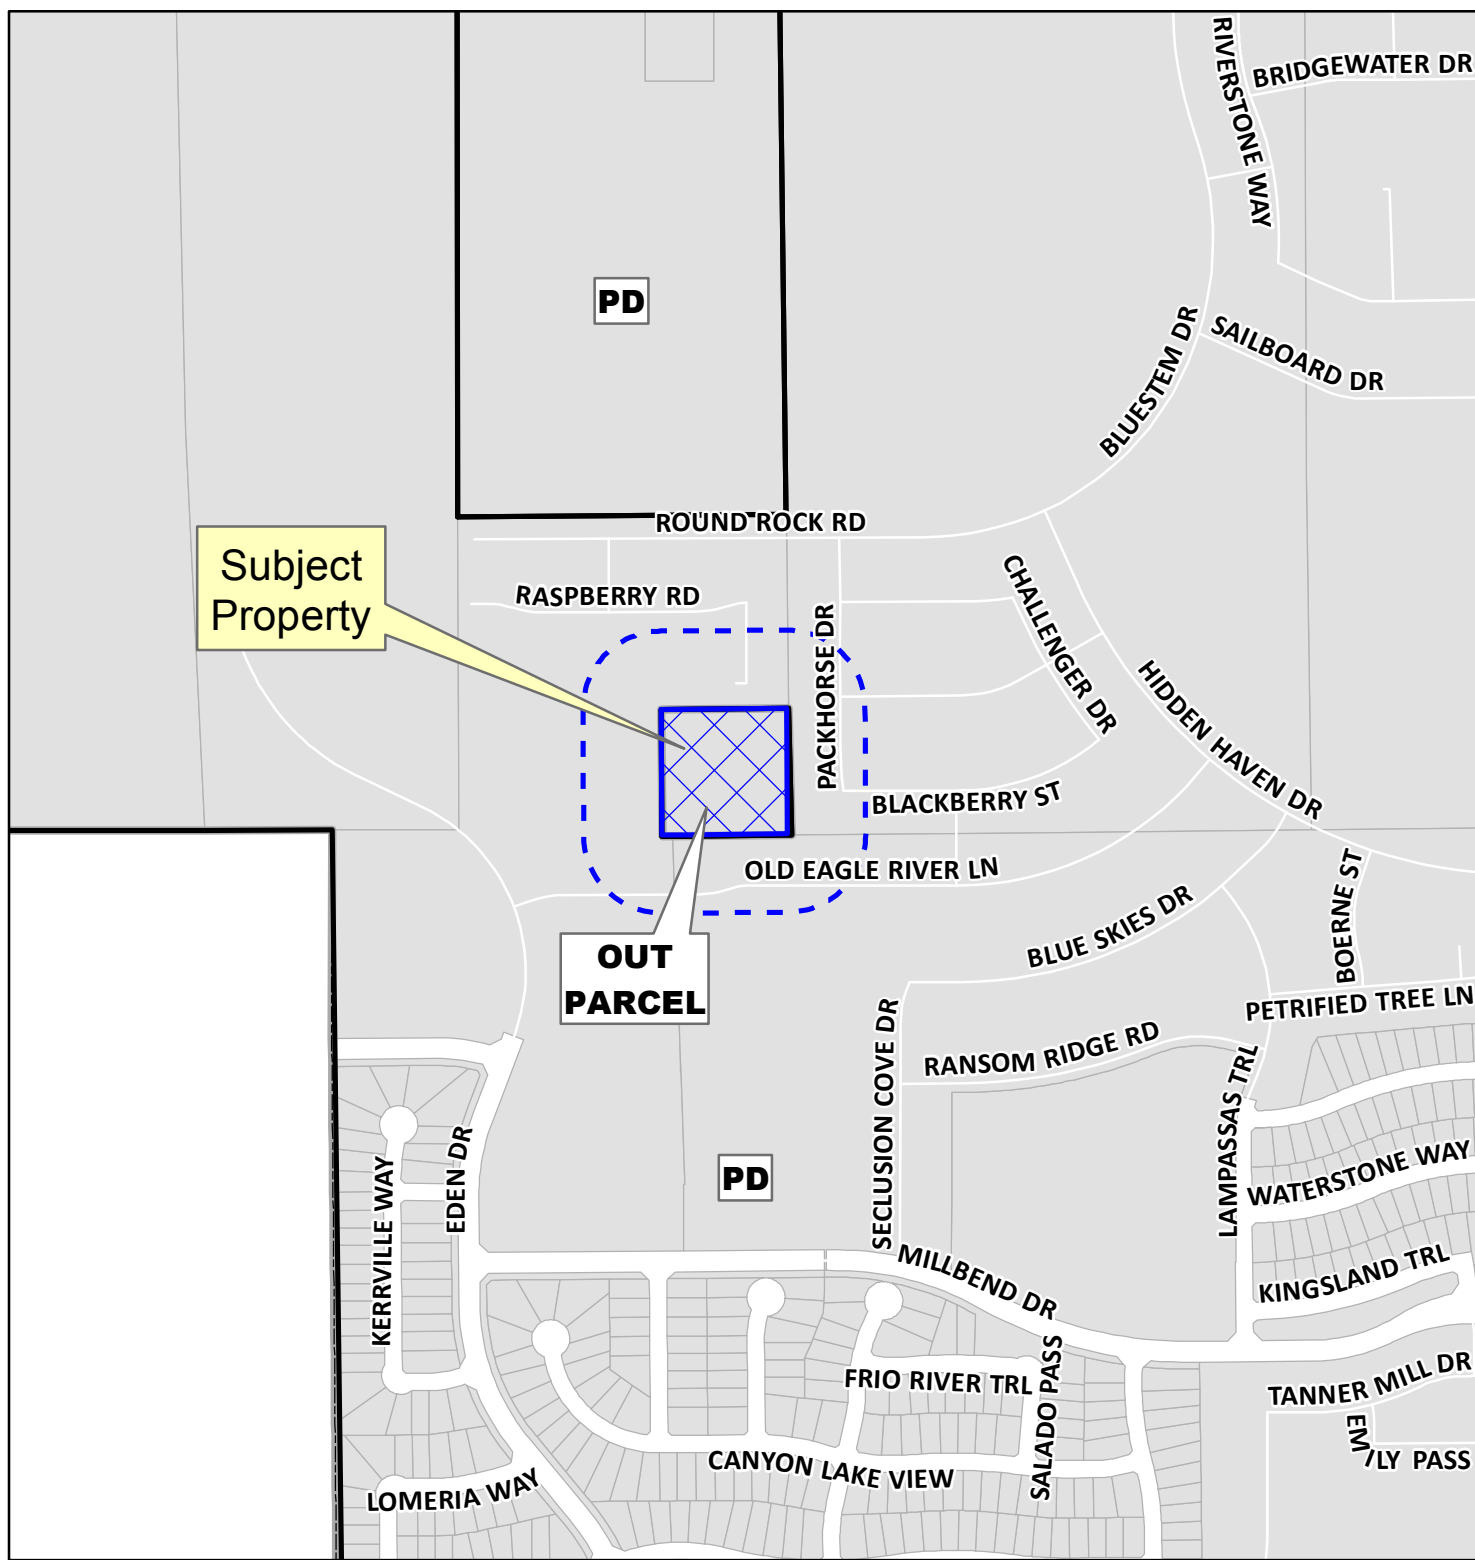 RIVERSTONE WAY
BRIDGEWATER DR
PD
BLUESTEM DR
SAILBOARD DR
ROUND ROCK RD
Subject
Property
RASPBERRY RD
PACKHORSE DR
CHALLENGER DR
HIDDEN HAVEN DR
BLACKBERRY ST
OLD EAGLE RIVER LN
BLUE SKIES DR
BOERNE ST
OUT
PARCEL
PETRIFIED TREE LN
SECLUSION COVE DR
RANSOM RIDGE RD
LAMPASSAS TRL
KERRVILLE WAY
EDEN DR
PD
WATERSTONE WAY
MILLBEND DR
KINGSLAND TRL
FRIO RIVER TRL
SALADO PASS
TANNER MILL DR
EMILY PASS
CANYON LAKE VIEW
LOMERIA WAY